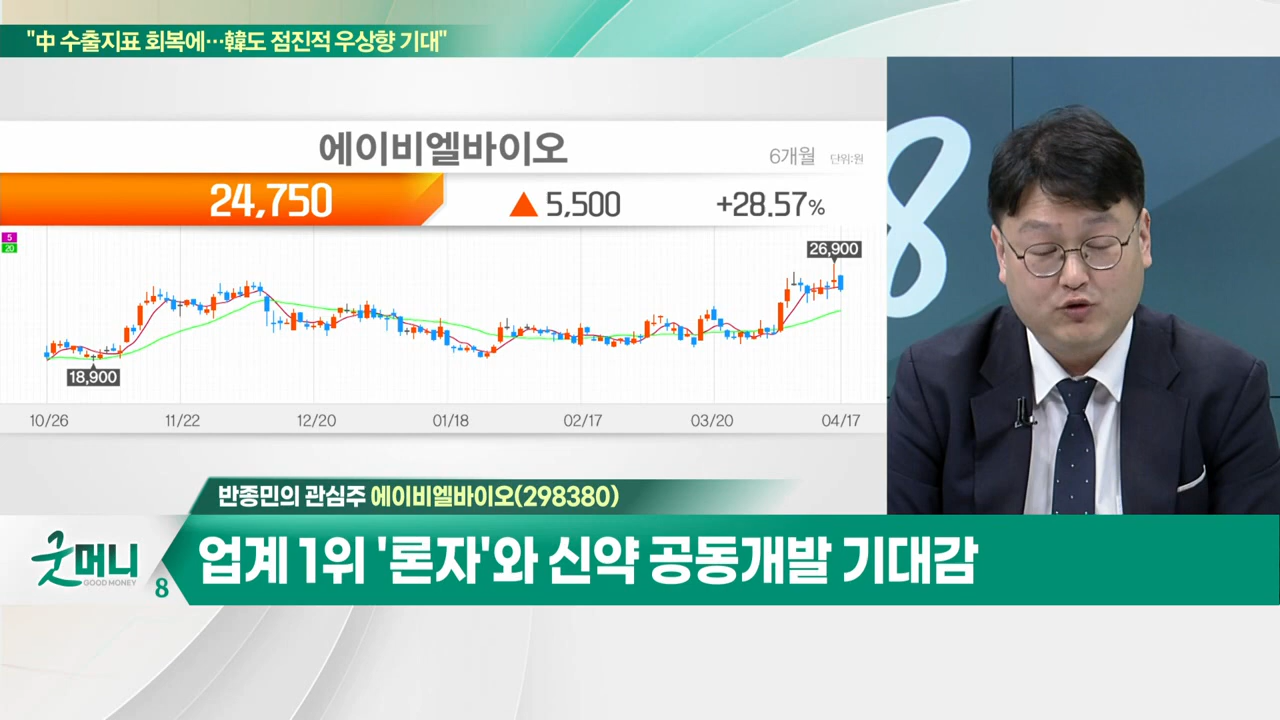 "中 수출지표 회복에…韓도 점진적 우상향 기대"
에이비엘바이오
6개월 단위:원
24,750 ▲ 5,500 +28.57%
5
20
26,900
18,900
10/26 11/22 12/20 01/18 02/17 03/20 04/17
8
반종민의 관심주 에이비엘바이오(298380)
굿머니
GOOD MONEY
8
업계 1위 '론자'와 신약 공동개발 기대감